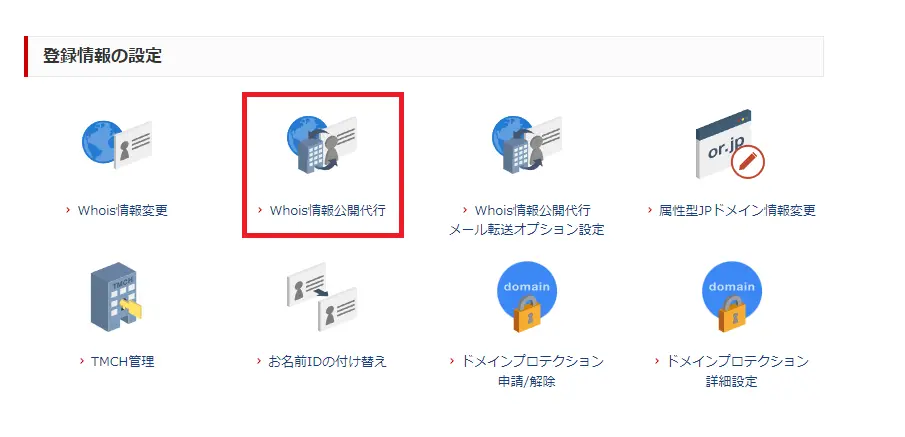 登録情報の設定
Whois情報変更
Whois情報公開代行
Whois情報公開代行
メール転送オプション設定
or.jp
属性型JPドメイン情報変更
TMCH
TMCH管理
お名前IDの付け替え
domain
ドメインプロテクション
申請/解除
domain
ドメインプロテクション
詳細設定